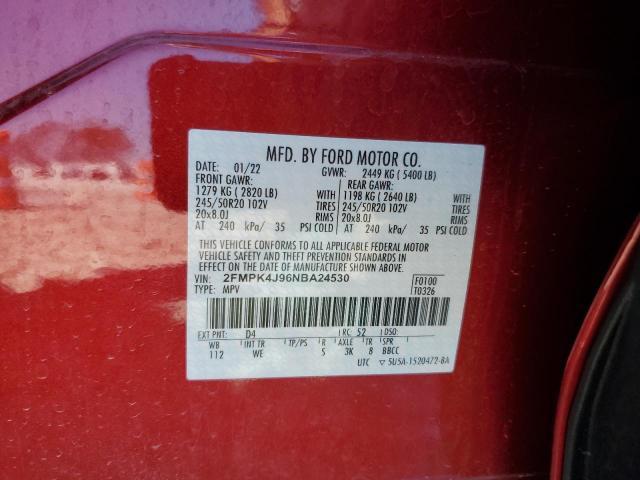 MFD. BY FORD MOTOR CO.
DATE: 01/22 GVWR: 2449 KG ( 5400 LB)
FRONT GAWR: REAR GAWR:
1279 KG ( 2820 LB) WITH 1198 KG ( 2640 LB) WITH
245/50R20 102V TIRES 245/50R20 102V TIRES
20x8.0J RIMS 20x8.0J RIMS
AT 240 kPa/ 35 PSI COLD AT 240 kPa/ 35 PSI COLD
THIS VEHICLE CONFORMS TO ALL APPLICABLE FEDERAL MOTOR
VEHICLE SAFETY AND THEFT PREVENTION STANDARDS IN
EFFECT ON THE DATE OF MANUFACTURE SHOWN ABOVE.
VIN: 2FMPK4J96NBA24530 F0100
TYPE: MPV T0326
EXT PNT: D4 RC: 52 DSO:
WB INT TR TP/PS R AXLE TR SPR
112 WE 5 3K 8 BBCC
UTC ▽ 5U5A-1520472-BA